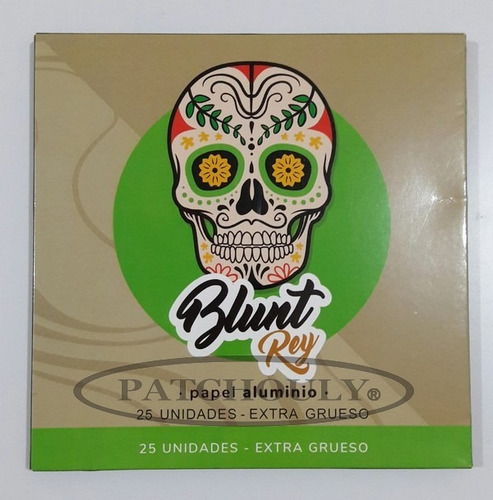 Blunt
Rey
PATCHOULY®
· papel aluminio ·
25 UNIDADES - EXTRA GRUESO
25 UNIDADES - EXTRA GRUESO